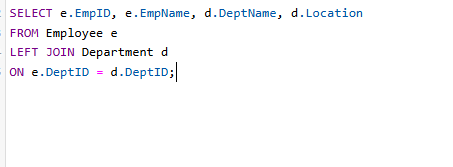 SELECT e.EmpID, e.EmpName, d.DeptName, d.Location
FROM Employee e
LEFT JOIN Department d
ON e.DeptID = d.DeptID;